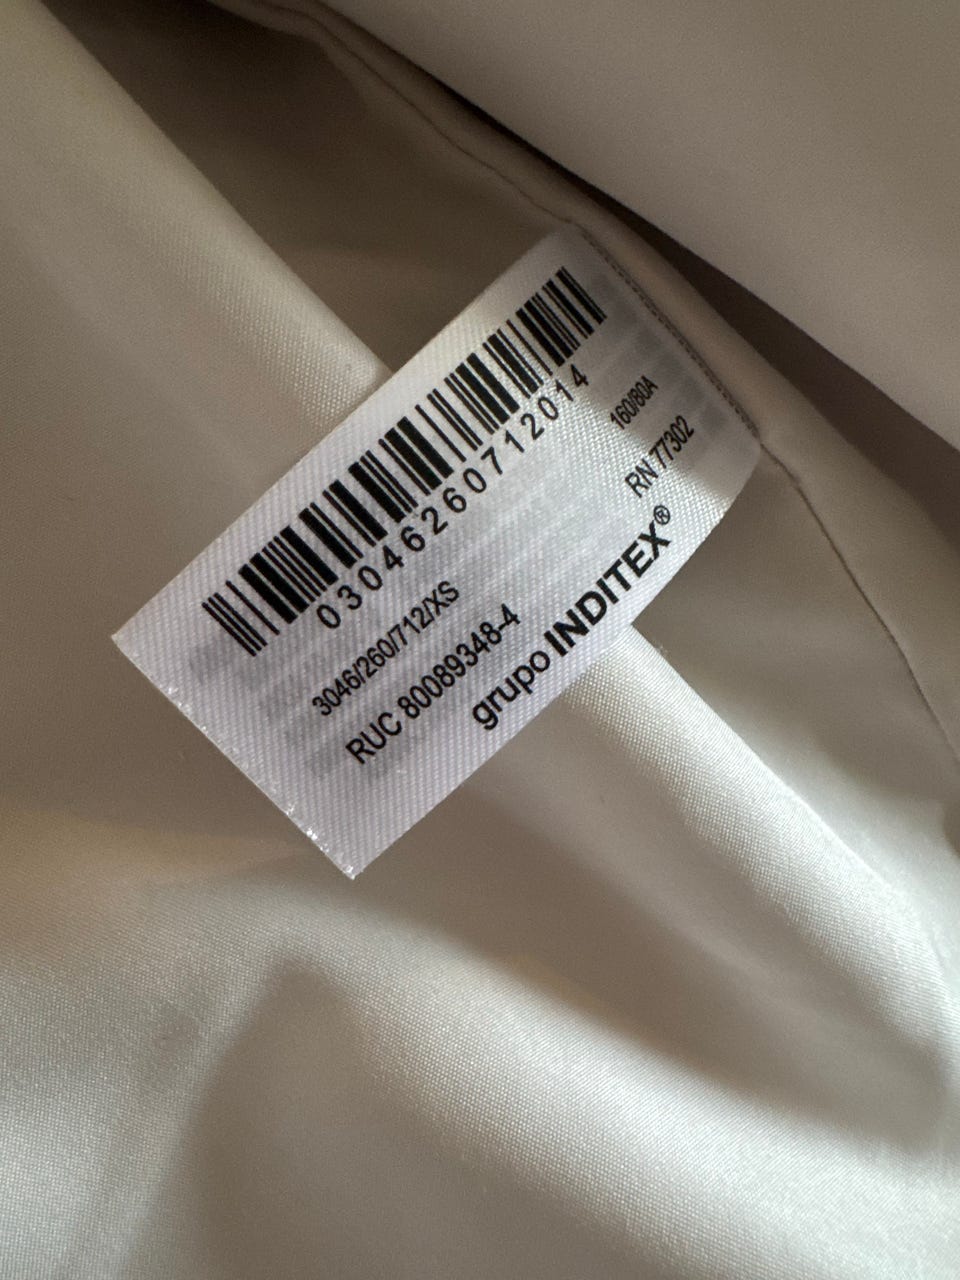 03046260712014
160/80A
3046/260/712/XS
RN 77302
RUC 80089348-4
grupo INDITEX®